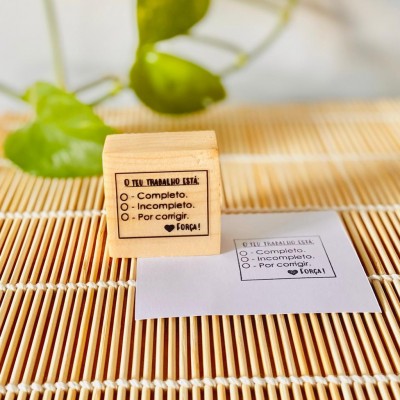 O TEU TRABALHO ESTÁ:
- Completo.
- Incompleto.
- Por corrigir.
FORÇA!
O TEU TRABALHO ESTÁ:
- Completo.
- Incompleto.
- Por corrigir.
FORÇA!